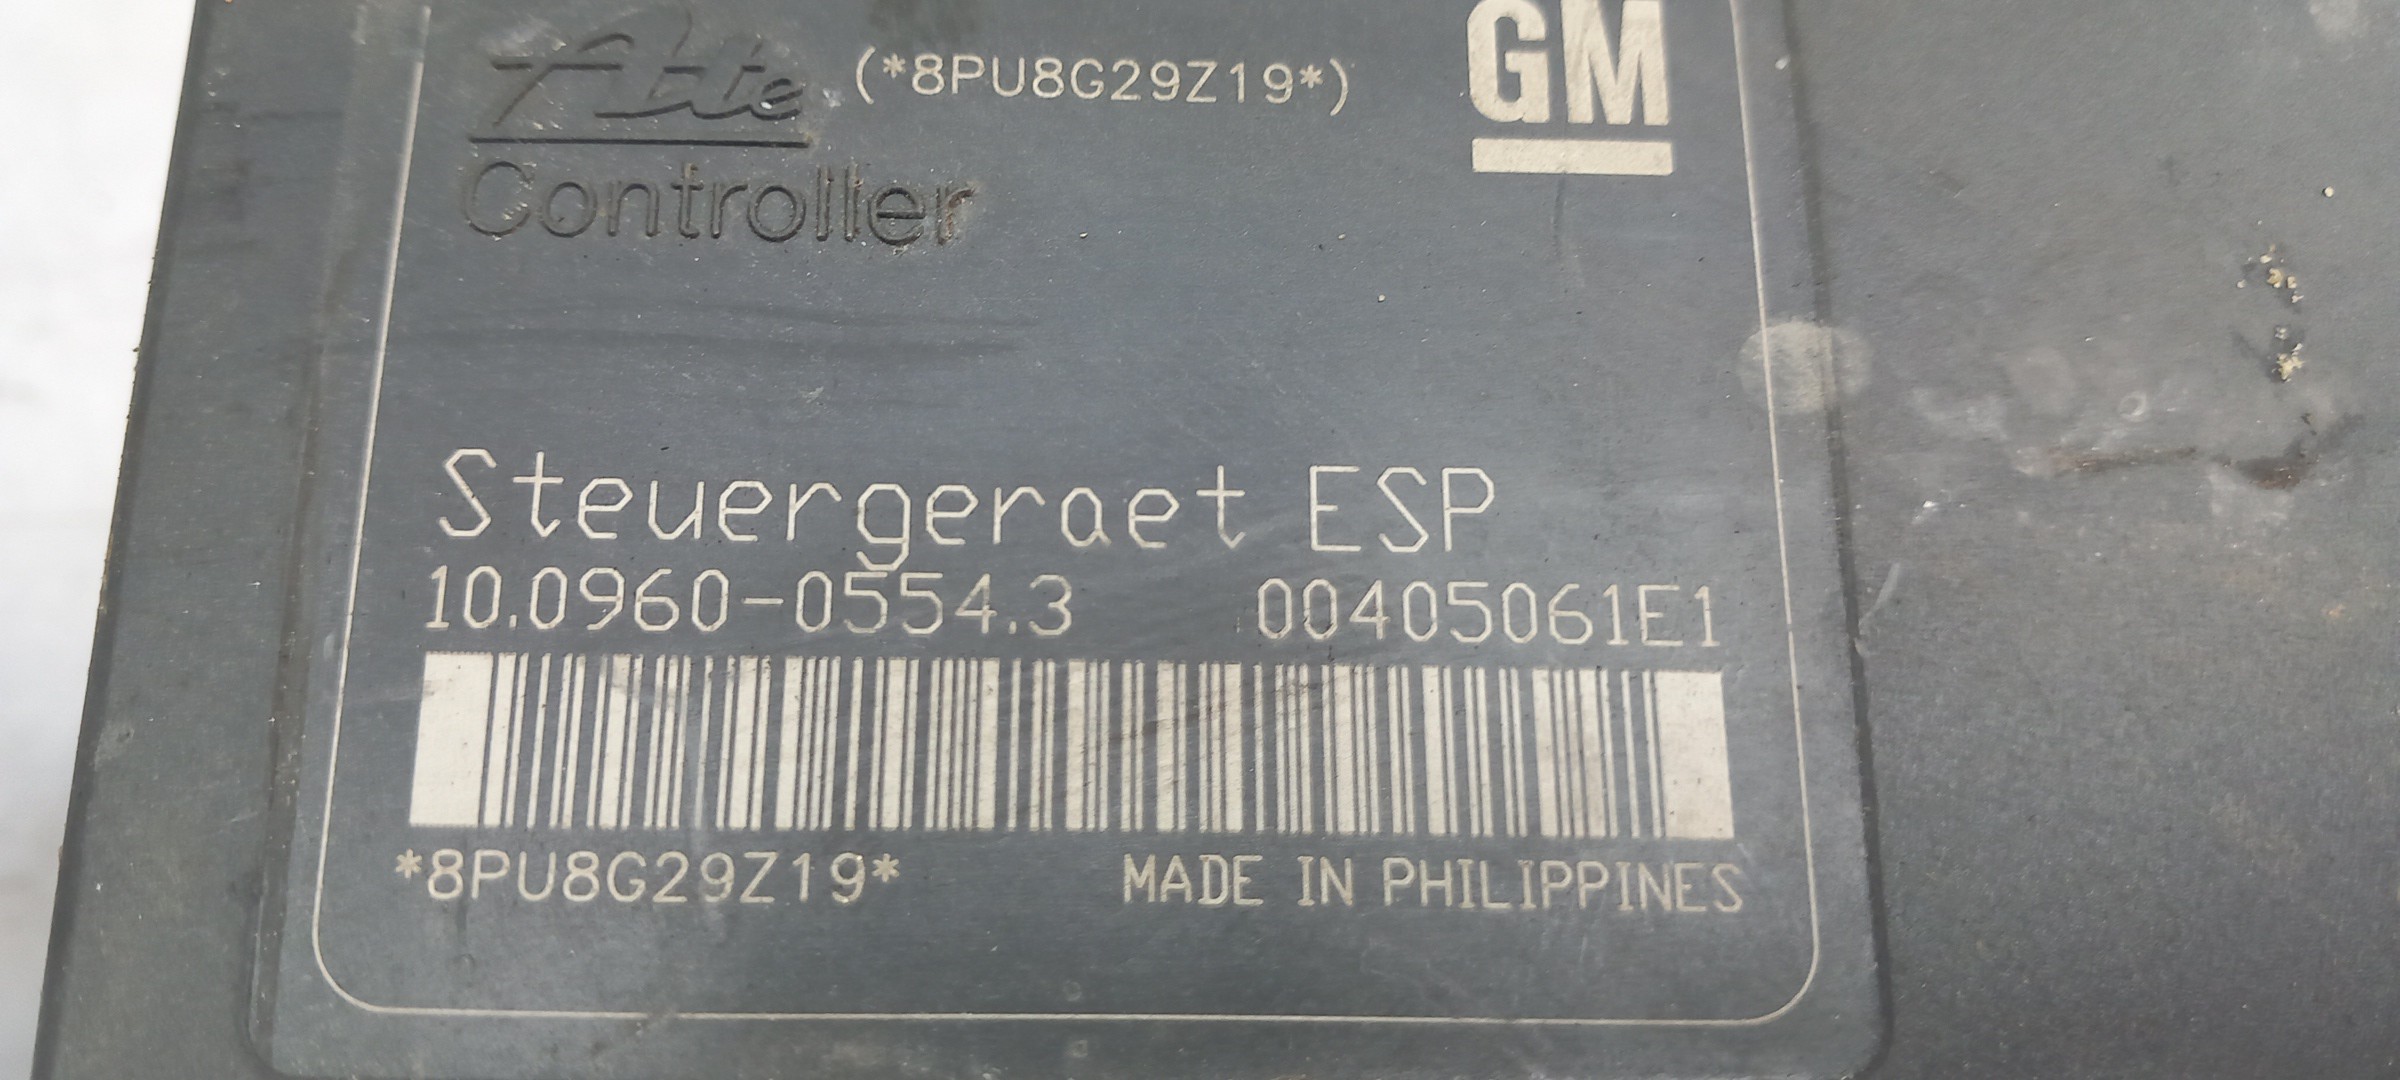 Ate (*8PU8G29Z19*) GM
Controller
Steuergeraet ESP
10.0960-0554.3 00405061E1
*8PU8G29Z19* MADE IN PHILIPPINES